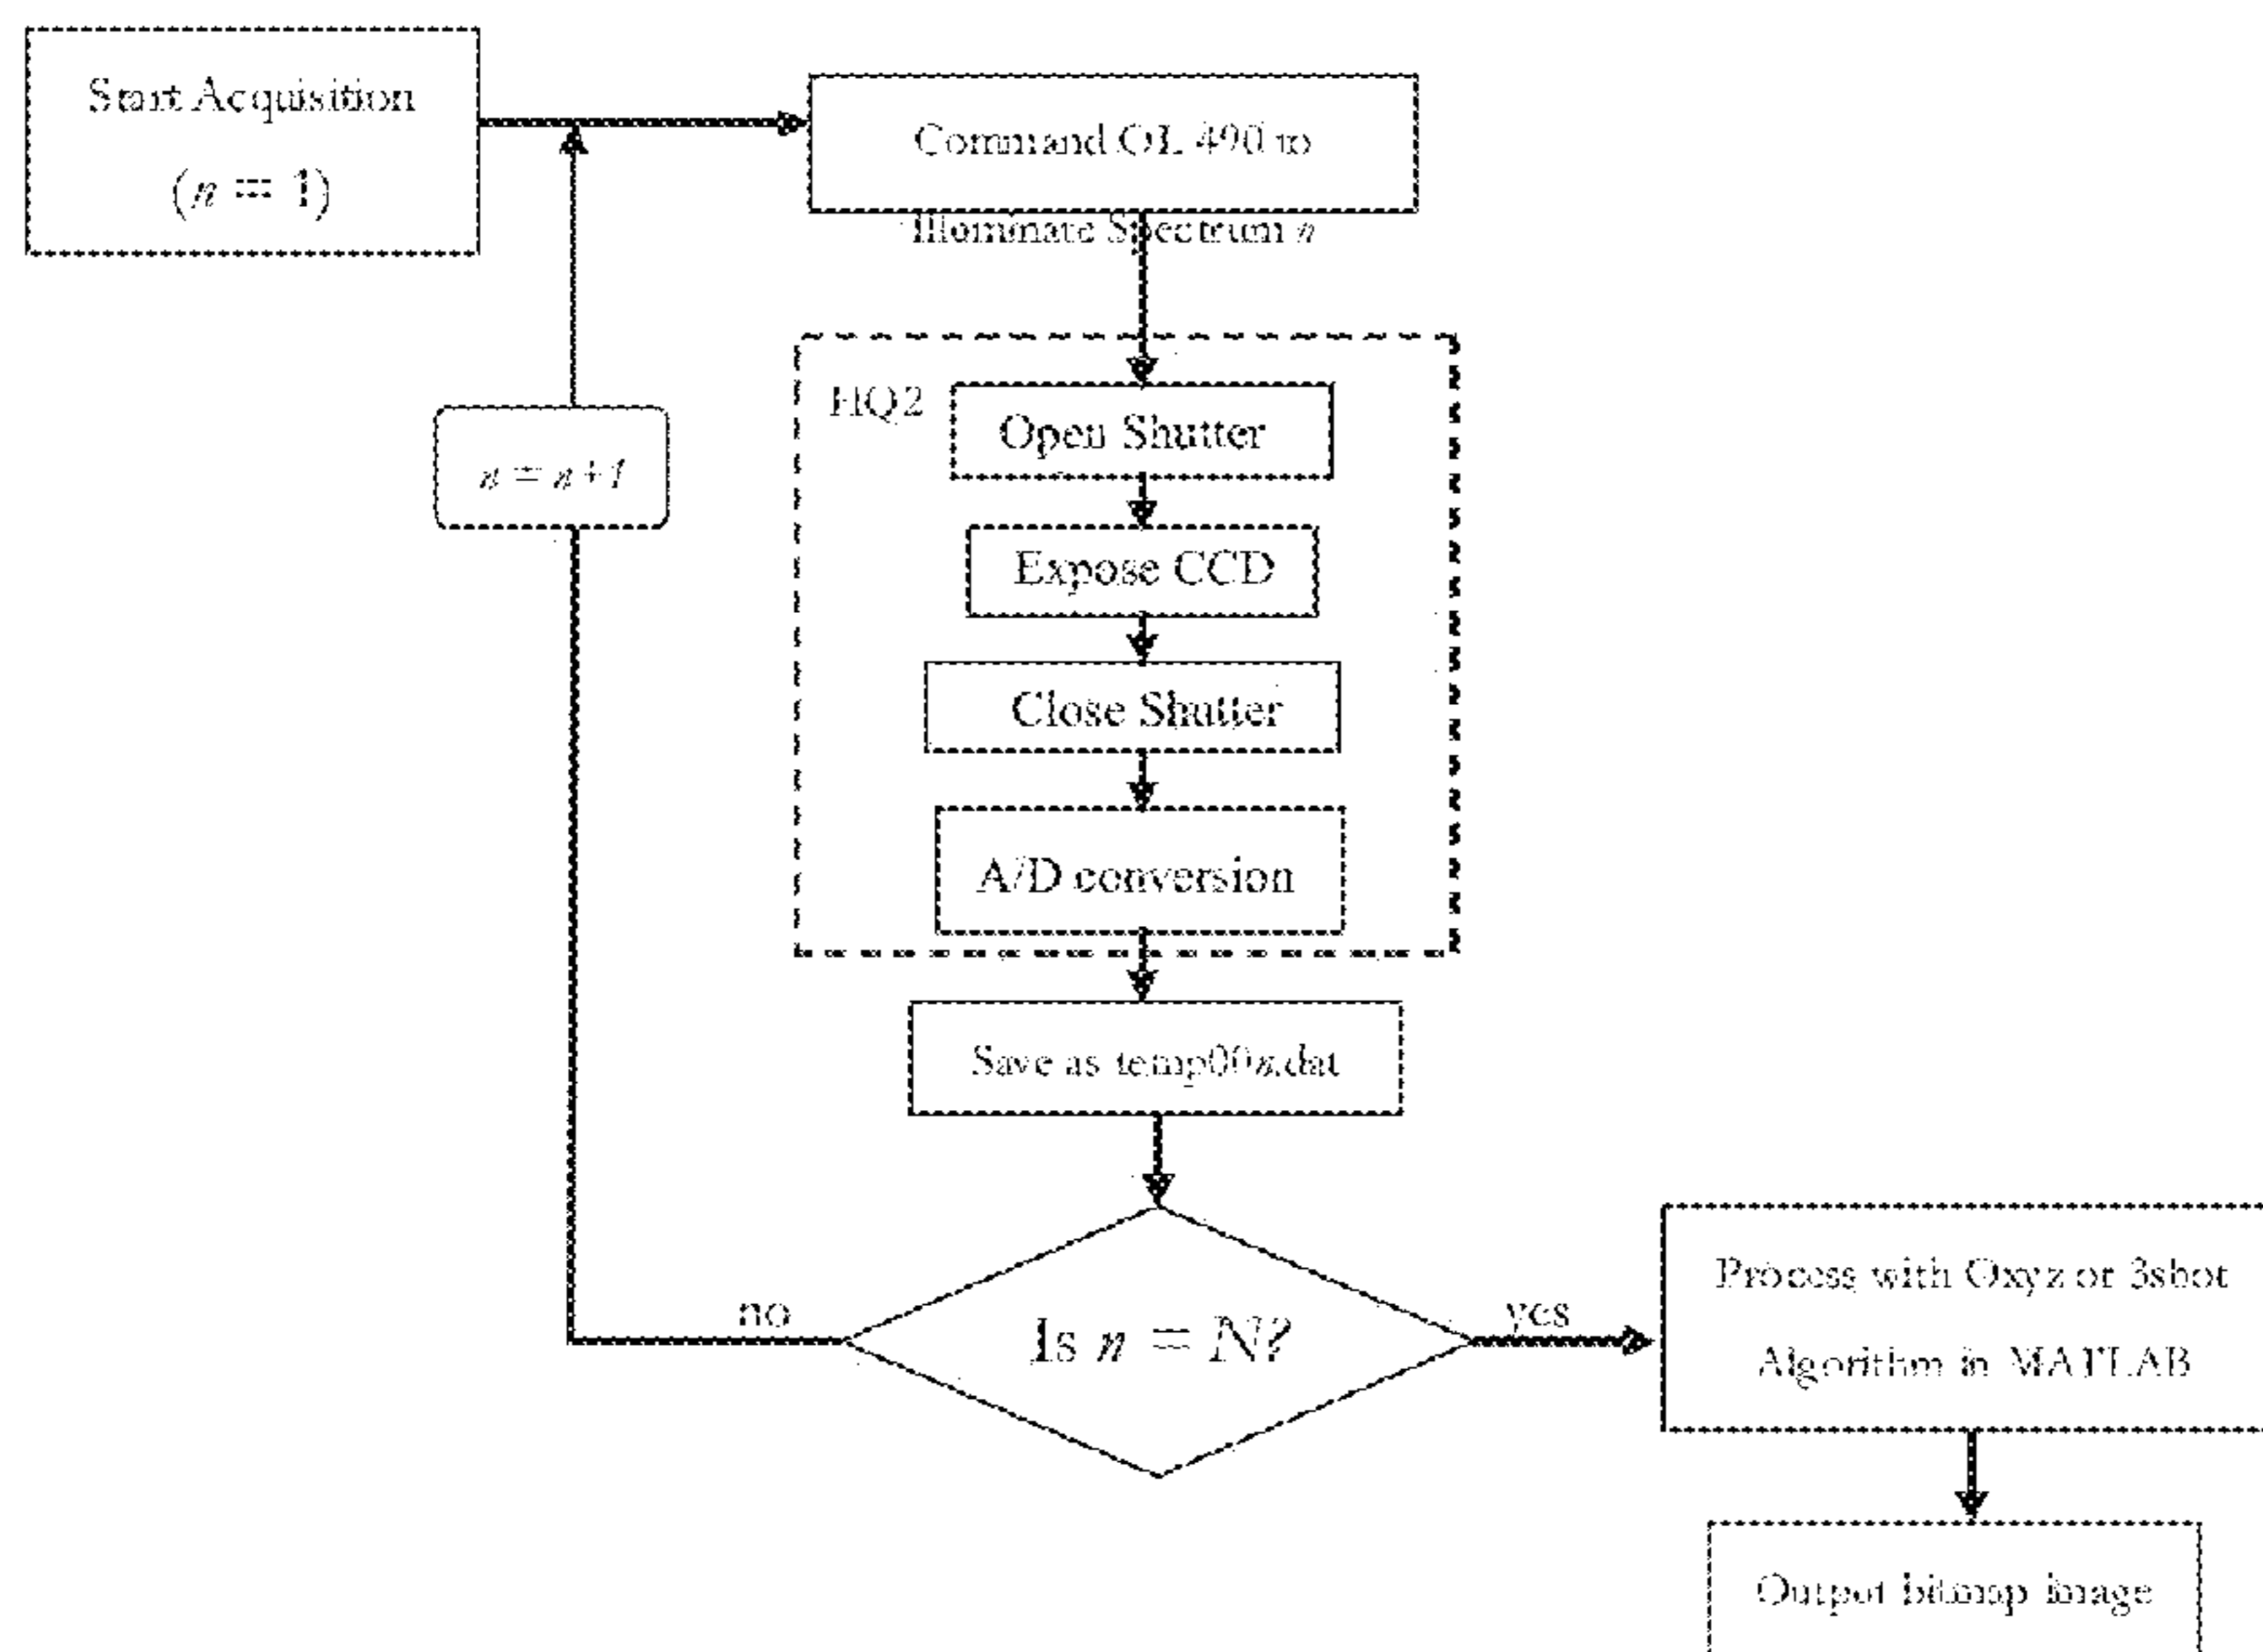 Start Acquisition
(n = 1)
Command OL 490 to
Illuminate Spectrum n
HQ2
Open Shutter
Expose CCD
Close Shutter
A/D conversion
n = n+1
Save as temp00n.dat
Is n = N?
no
yes
Process with Oxyz or 3shot
Algorithm in MATLAB
Output bitmap image